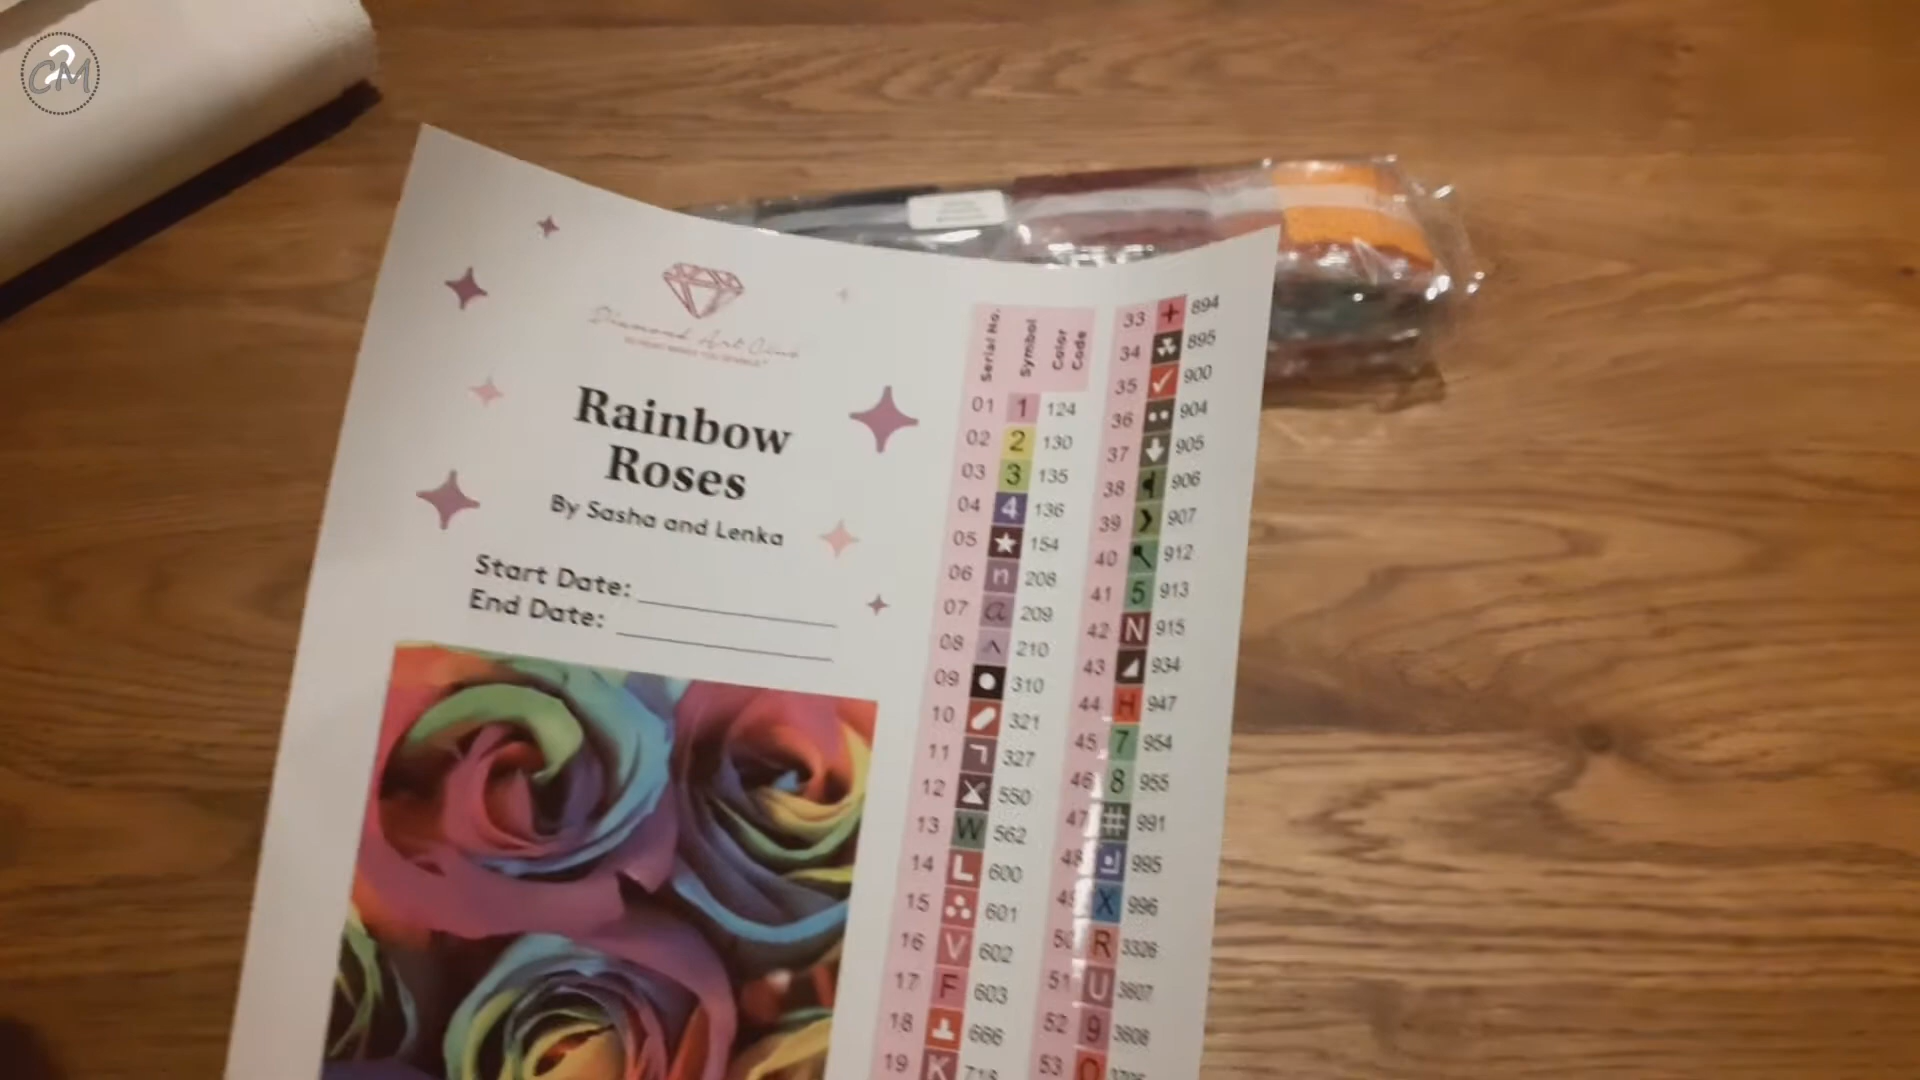 CM
Diamond Art Club
Rainbow
Roses
By Sasha and Lenka
Start Date:
End Date:
Serial No. Symbol Color Code
01 1 124
02 2 130
03 3 135
04 4 136
05 154
06 n 208
07 a 209
08 ^ 210
09 310
10 321
11 327
12 550
13 W 562
14 L 600
15 601
16 V 602
17 F 603
18 666
19 K 718
33 + 894
34 895
35 ✓ 900
36 904
37 905
38 906
39 907
40 912
41 5 913
42 N 915
43 934
44 H 947
45 7 954
46 8 955
47 # 991
48 995
49 X 996
50 R 3326
51 U 3607
52 9 3608
53